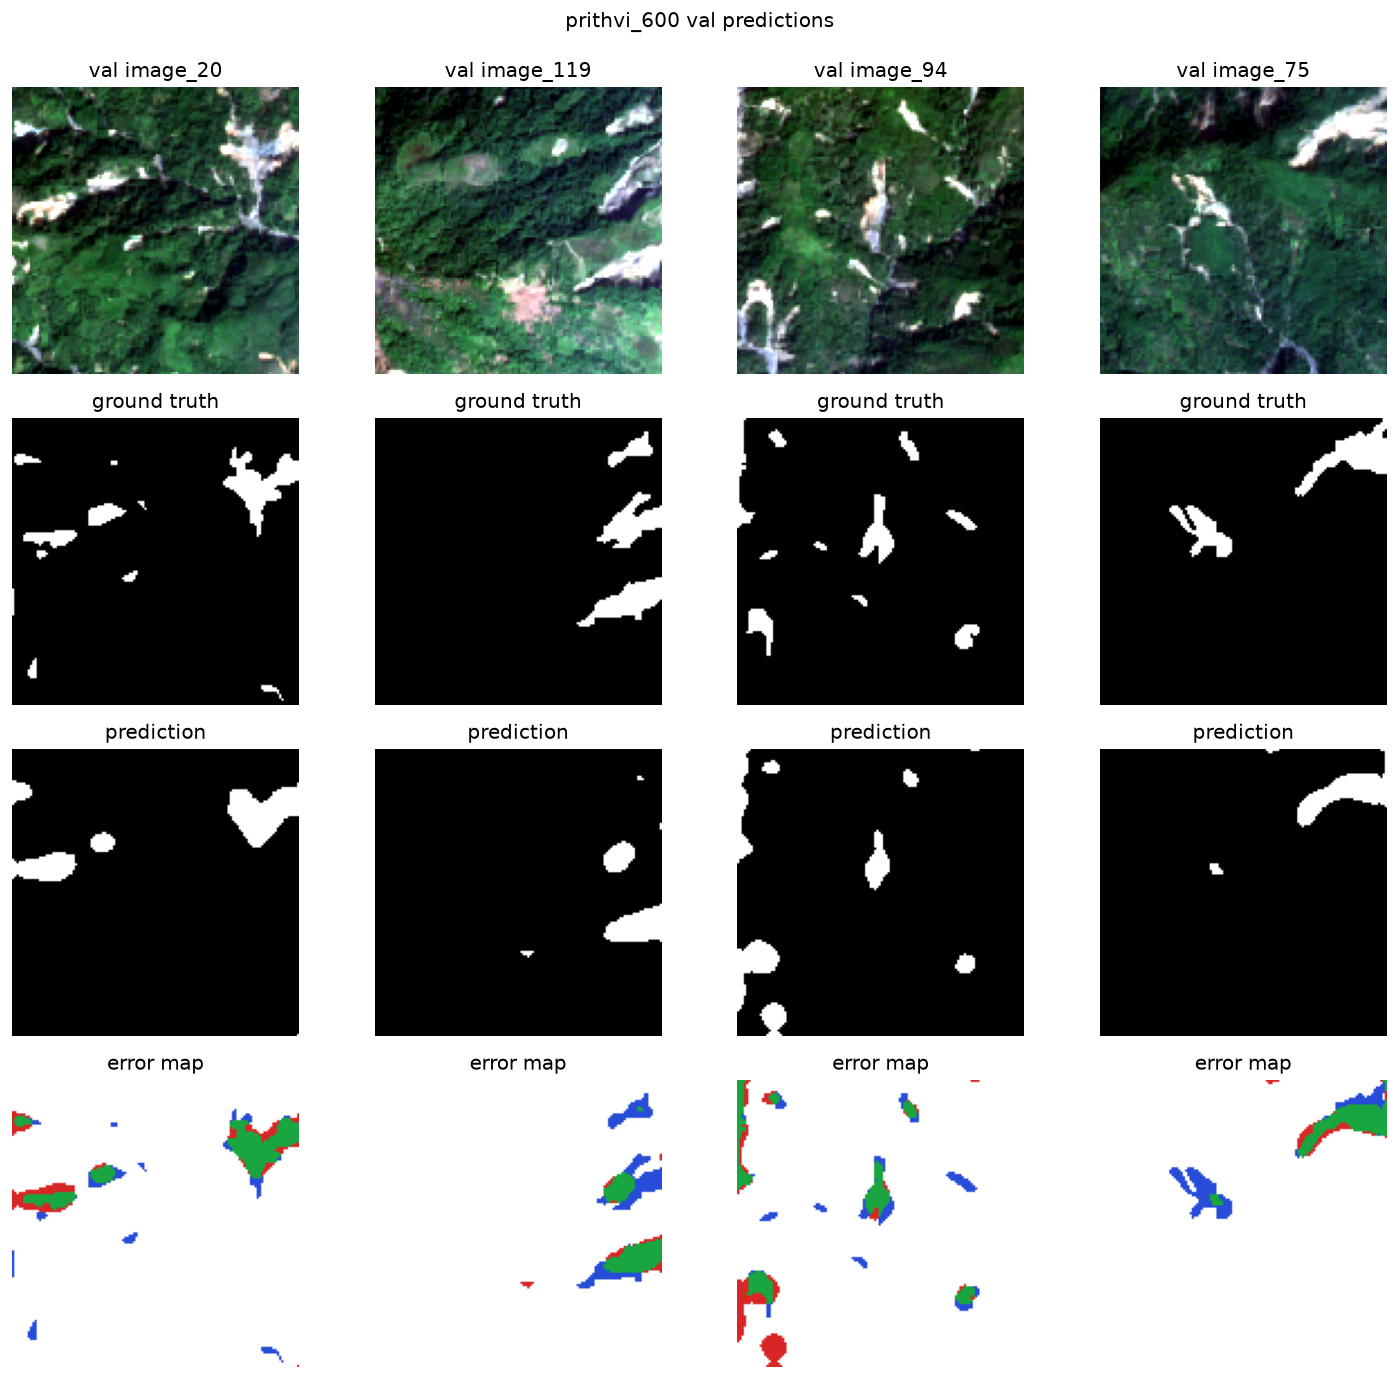 prithvi_600 val predictions
val image_20 val image_119 val image_94 val image_75
ground truth ground truth ground truth ground truth
prediction prediction prediction prediction
error map error map error map error map